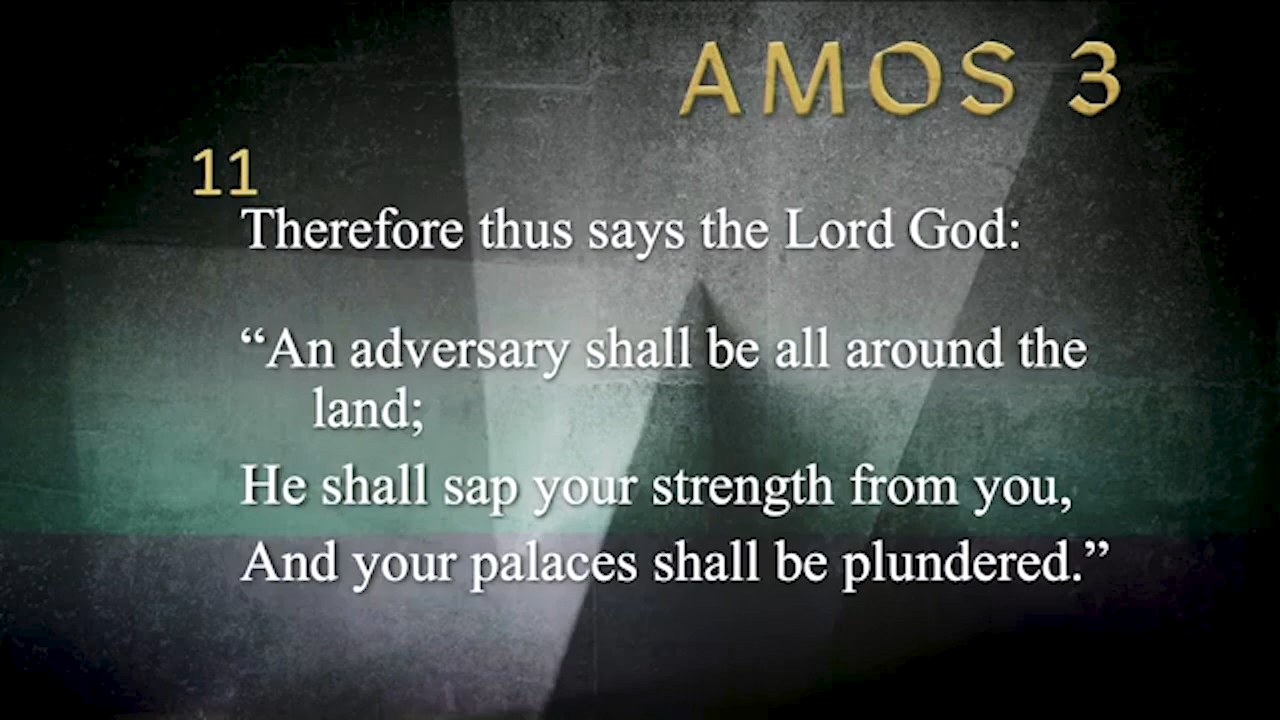 AMOS 3
11
Therefore thus says the Lord God:
“An adversary shall be all around the
land;
He shall sap your strength from you,
And your palaces shall be plundered.”